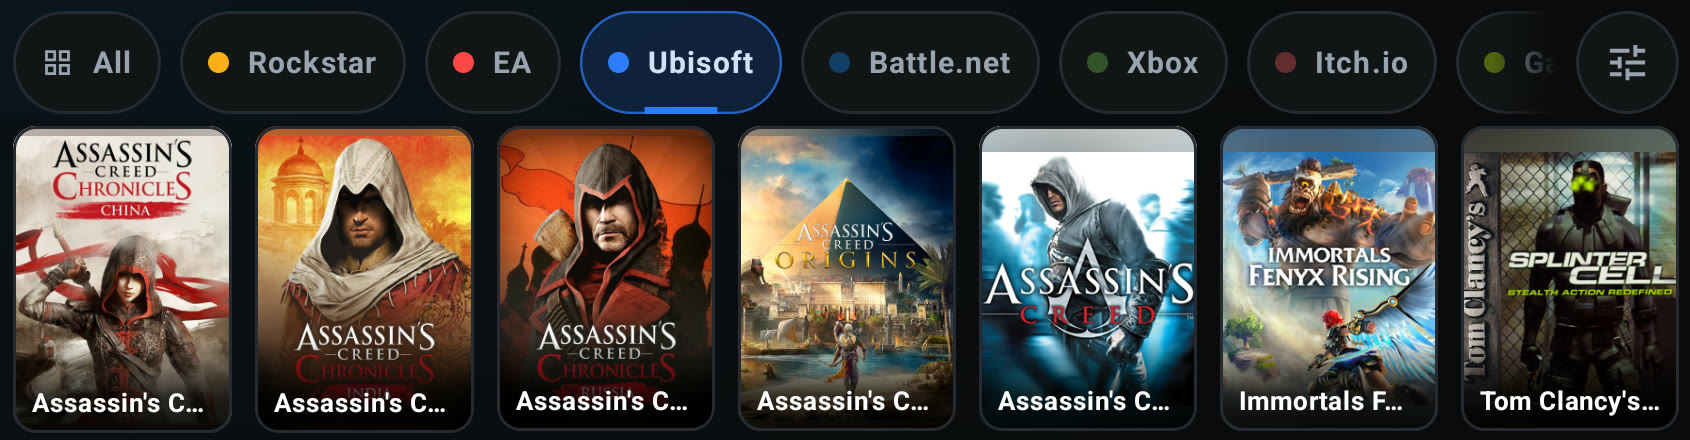 All
Rockstar
EA
Ubisoft
Battle.net
Xbox
Itch.io
ASSASSIN'S
CREED
CHRONICLES
CHINA
Assassin's C...
ASSASSIN'S
CREED
CHRONICLES
INDIA
Assassin's C...
ASSASSIN'S
CREED
CHRONICLES
RUSSIA
Assassin's C...
ASSASSIN'S
CREED
ORIGINS
Assassin's C...
ASSASSIN'S
CREED
Assassin's C...
IMMORTALS
FENYX RISING
Immortals F...
Tom Clancy's
SPLINTER
CELL
STEALTH ACTION REDEFINED
Tom Clancy's...